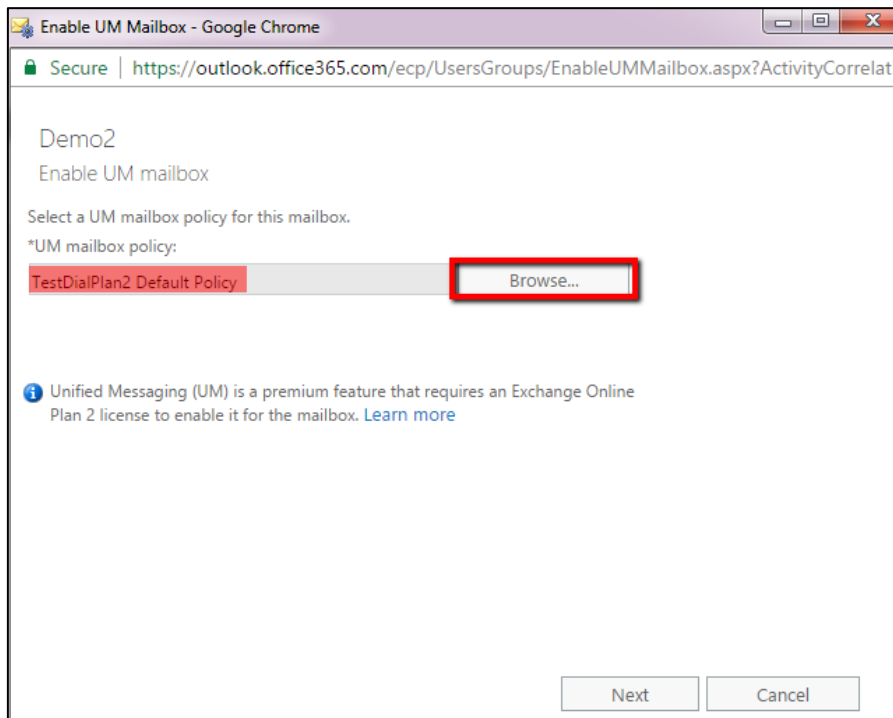 Enable UM Mailbox - Google Chrome
Secure | https://outlook.office365.com/ecp/UsersGroups/EnableUMMailbox.aspx?ActivityCorrelat
Demo2
Enable UM mailbox
Select a UM mailbox policy for this mailbox.
*UM mailbox policy:
TestDialPlan2 Default Policy Browse...
Unified Messaging (UM) is a premium feature that requires an Exchange Online
Plan 2 license to enable it for the mailbox. Learn more
Next Cancel